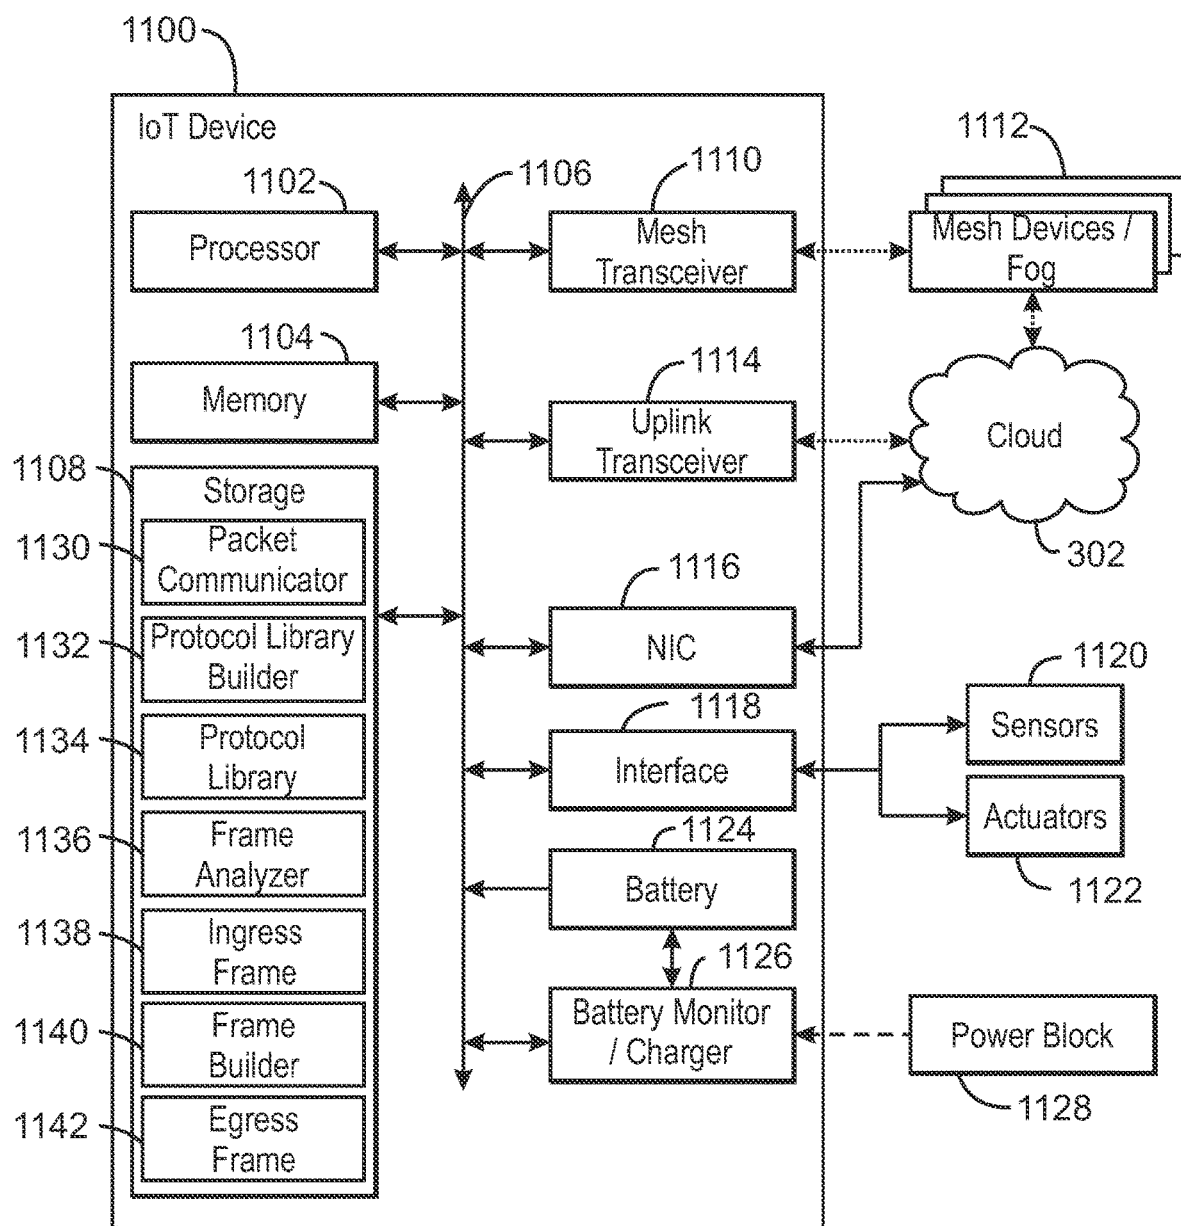 1100
IoT Device
1112
1102
1106
1110
Processor
Mesh
Transceiver
Mesh Devices /
Fog
1104
1114
Memory
Uplink
Transceiver
Cloud
302
1108
Storage
1130
Packet
Communicator
1116
NIC
1132
Protocol Library
Builder
1120
Sensors
1134
Protocol
Library
1118
Interface
Actuators
1122
1136
Frame
Analyzer
1124
Battery
1138
Ingress
Frame
1126
Battery Monitor
/ Charger
Power Block
1128
1140
Frame
Builder
1142
Egress
Frame